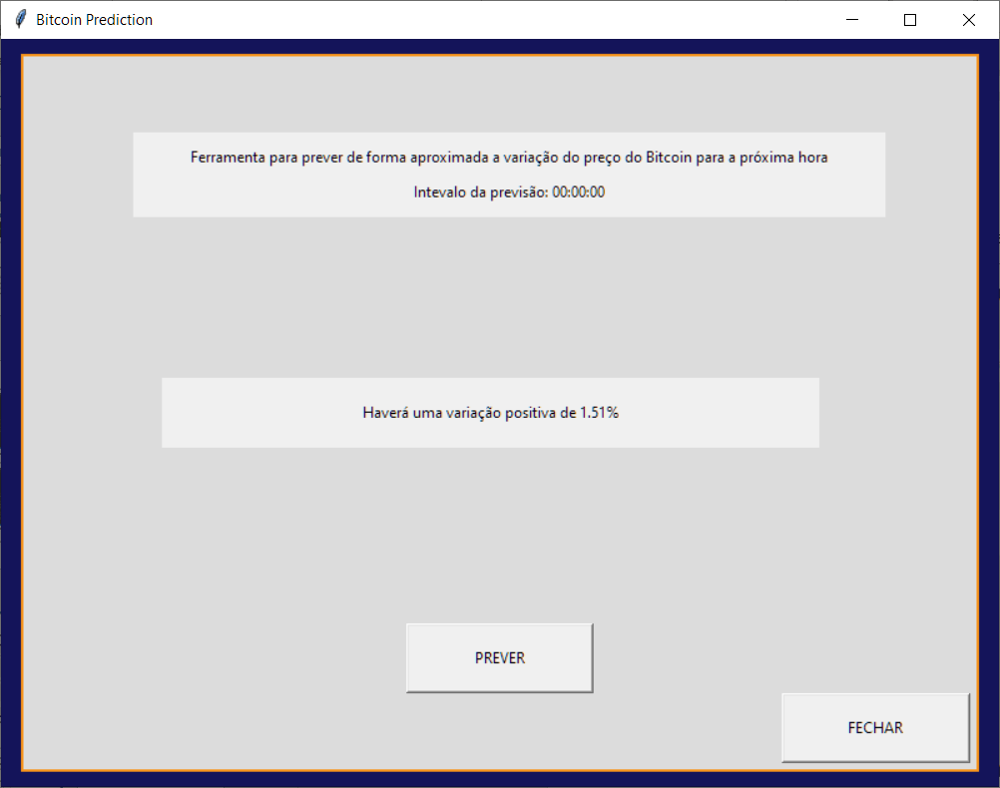 Bitcoin Prediction
Ferramenta para prever de forma aproximada a variação do preço do Bitcoin para a próxima hora
Intevalo da previsão: 00:00:00
Haverá uma variação positiva de 1.51%
PREVER
FECHAR